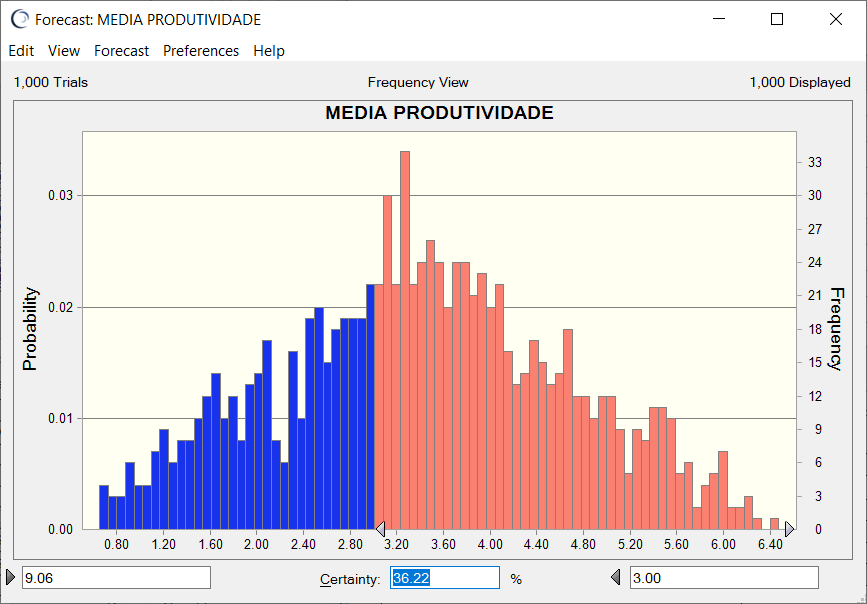 Forecast: MEDIA PRODUTIVIDADE
Edit View Forecast Preferences Help
1,000 Trials Frequency View 1,000 Displayed
MEDIA PRODUTIVIDADE
Probability
0.03
0.02
0.01
0.00
33
30
27
24
21
18
15
12
9
6
3
0
Frequency
0.80 1.20 1.60 2.00 2.40 2.80 3.20 3.60 4.00 4.40 4.80 5.20 5.60 6.00 6.40
9.06 Certainty: 36.22 % 3.00